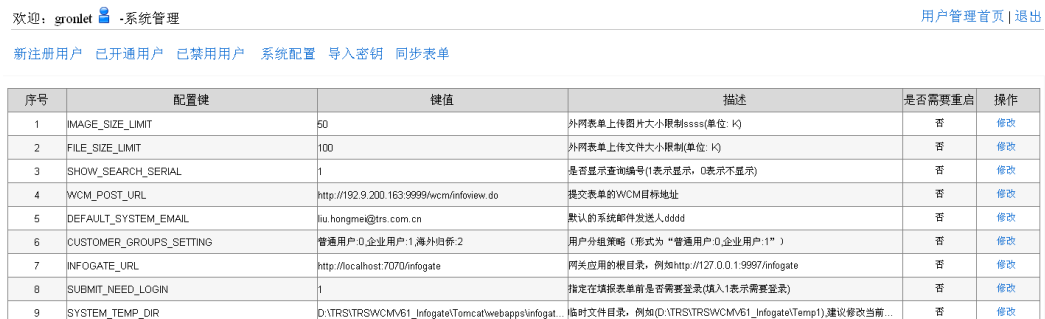 欢迎: gronlet -系统管理 用户管理首页|退出
新注册用户 已开通用户 已禁用用户 系统配置 导入密钥 同步表单
序号 配置键 键值 描述 是否需要重启 操作
1 IMAGE_SIZE_LIMIT 50 外网表单上传图片大小限制ssss(单位: K) 否 修改
2 FILE_SIZE_LIMIT 100 外网表单上传文件大小限制(单位: K) 否 修改
3 SHOW_SEARCH_SERIAL 1 是否显示查询编号(1表示显示，0表示不显示) 否 修改
4 WCM_POST_URL http://192.9.200.163:9999/wcm/infoview.do 提交表单的WCM目标地址 否 修改
5 DEFAULT_SYSTEM_EMAIL liu.hongmei@trs.com.cn 默认的系统邮件发送人dddd 否 修改
6 CUSTOMER_GROUPS_SETTING 普通用户:0,企业用户:1,海外归侨:2 用户分组策略（形式为“普通用户:0,企业用户:1”） 否 修改
7 INFOGATE_URL http://localhost:7070/infogate 网关应用的根目录，例如http://127.0.0.1:9997/infogate 否 修改
8 SUBMIT_NEED_LOGIN 1 指定在填报表单前是否需要登录(填入1表示需要登录) 否 修改
9 SYSTEM_TEMP_DIR D:\TRS\TRSWCMV61_Infogate\Tomcat\webapps\infogat... 临时文件目录，例如(D:\TRS\TRSWCMV61_Infogate\Temp1),建议修改当前... 否 修改